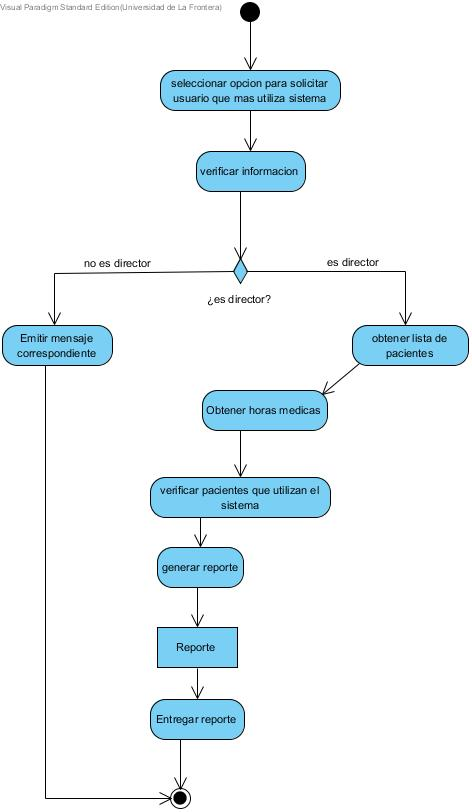 Visual Paradigm Standard Edition(Universidad de La Frontera)
seleccionar opcion para solicitar
usuario que mas utiliza sistema
verificar informacion
no es director
es director
¿es director?
Emitir mensaje
correspondiente
obtener lista de
pacientes
Obtener horas medicas
verificar pacientes que utilizan el
sistema
generar reporte
Reporte
Entregar reporte